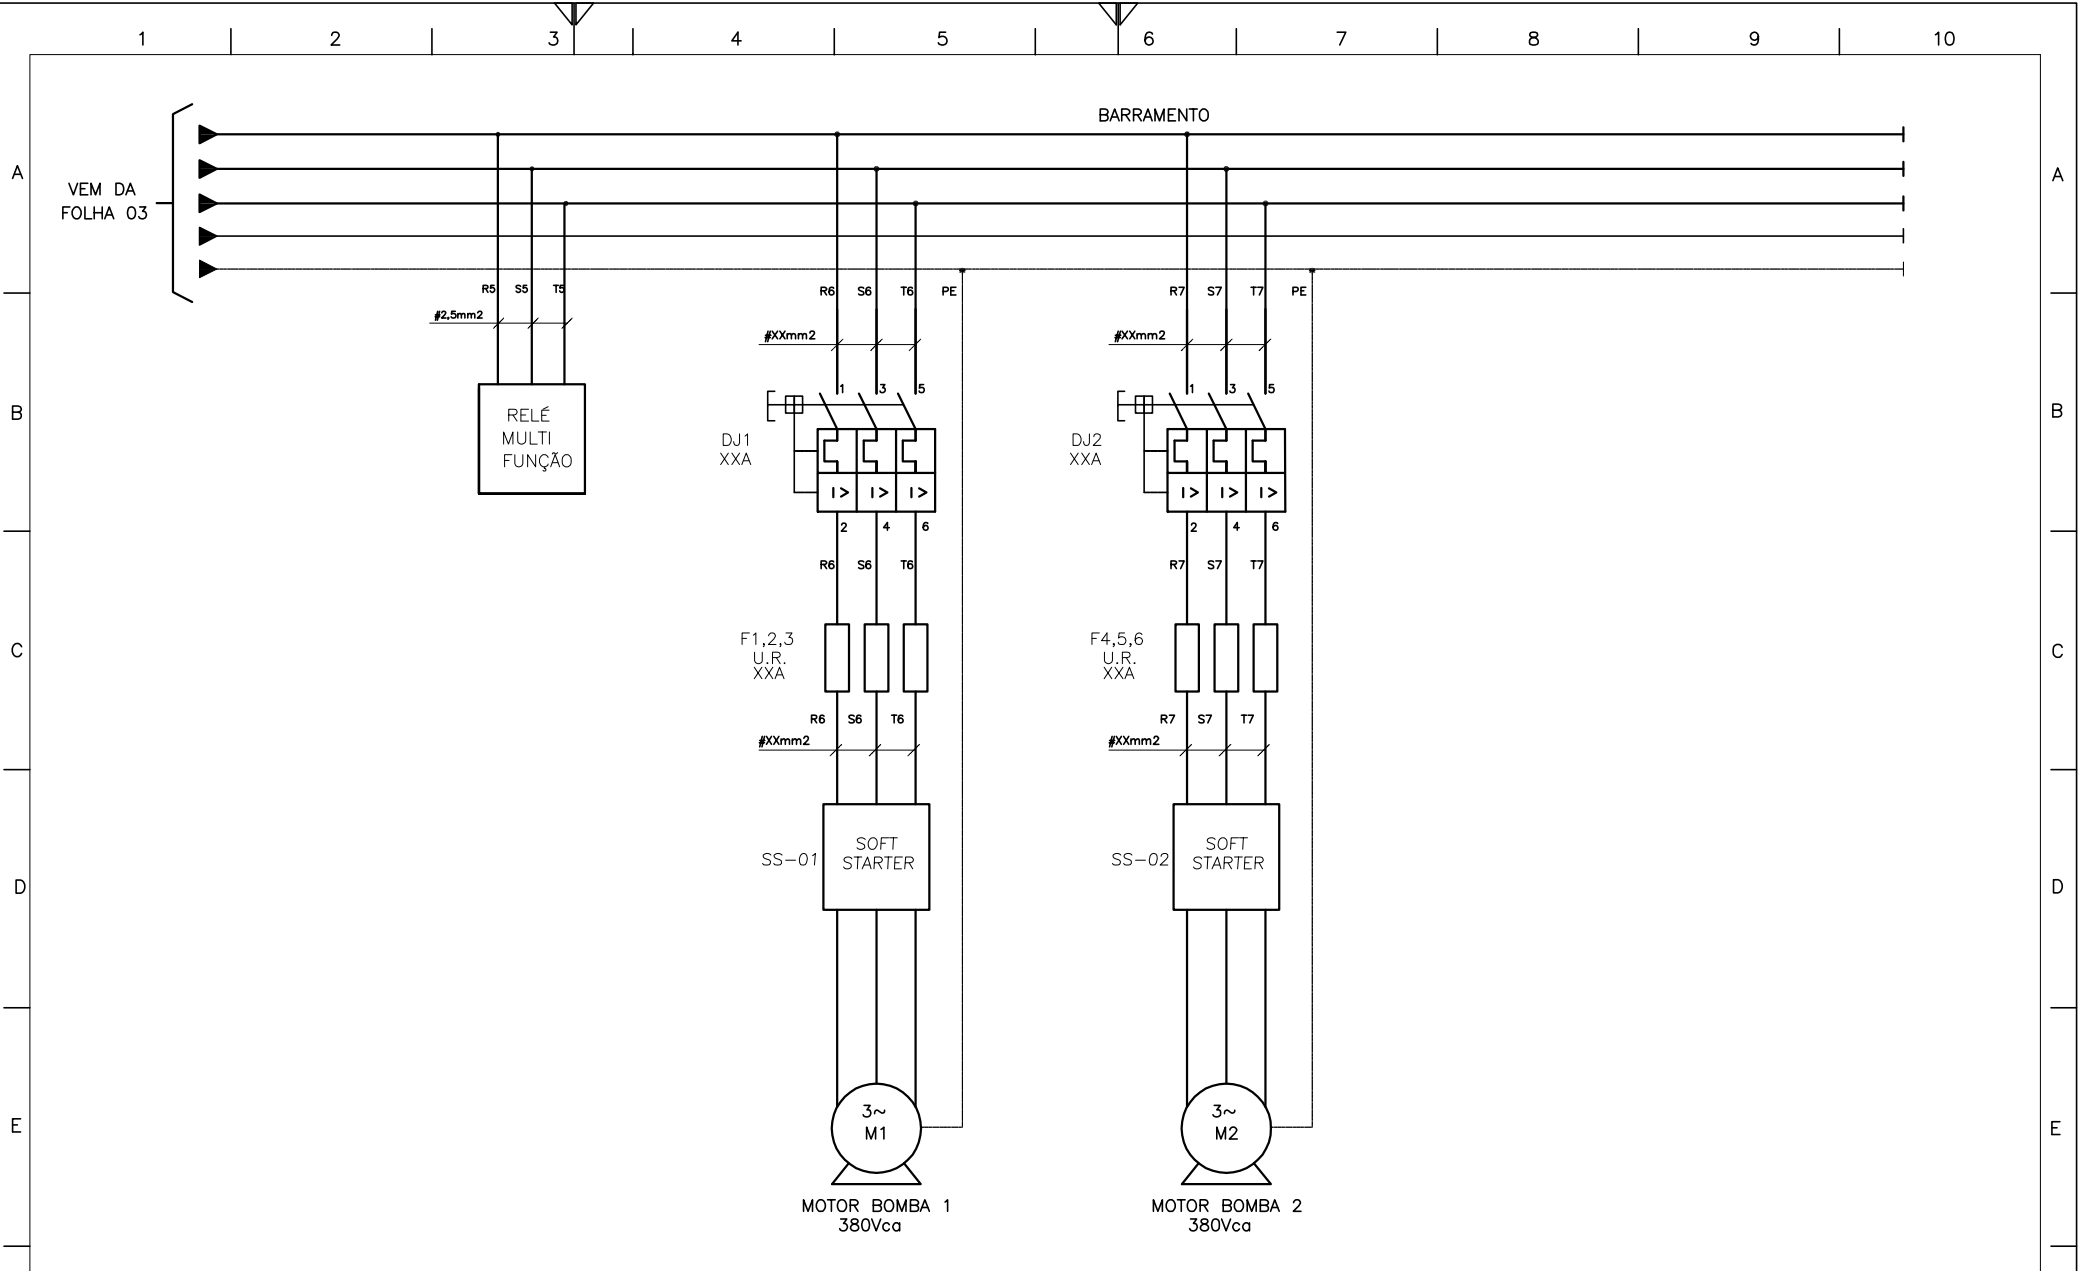 1 2 3 4 5 6 7 8 9 10
BARRAMENTO
A A
VEM DA
FOLHA 03
R5 S5 T5 R6 S6 T6 PE R7 S7 T7 PE
#2,5mm2
#XXmm2 #XXmm2
1 3 5 1 3 5
B B
RELÉ
MULTI
FUNÇÃO
DJ1
XXA
DJ2
XXA
I> I> I> I> I> I>
2 4 6 2 4 6
R6 S6 T6 R7 S7 T7
C C
F1,2,3
U.R.
XXA
F4,5,6
U.R.
XXA
R6 S6 T6 R7 S7 T7
#XXmm2 #XXmm2
SS-01
SOFT
STARTER
SS-02
SOFT
STARTER
D D
E E
3~
M1
3~
M2
MOTOR BOMBA 1
380Vca
MOTOR BOMBA 2
380Vca